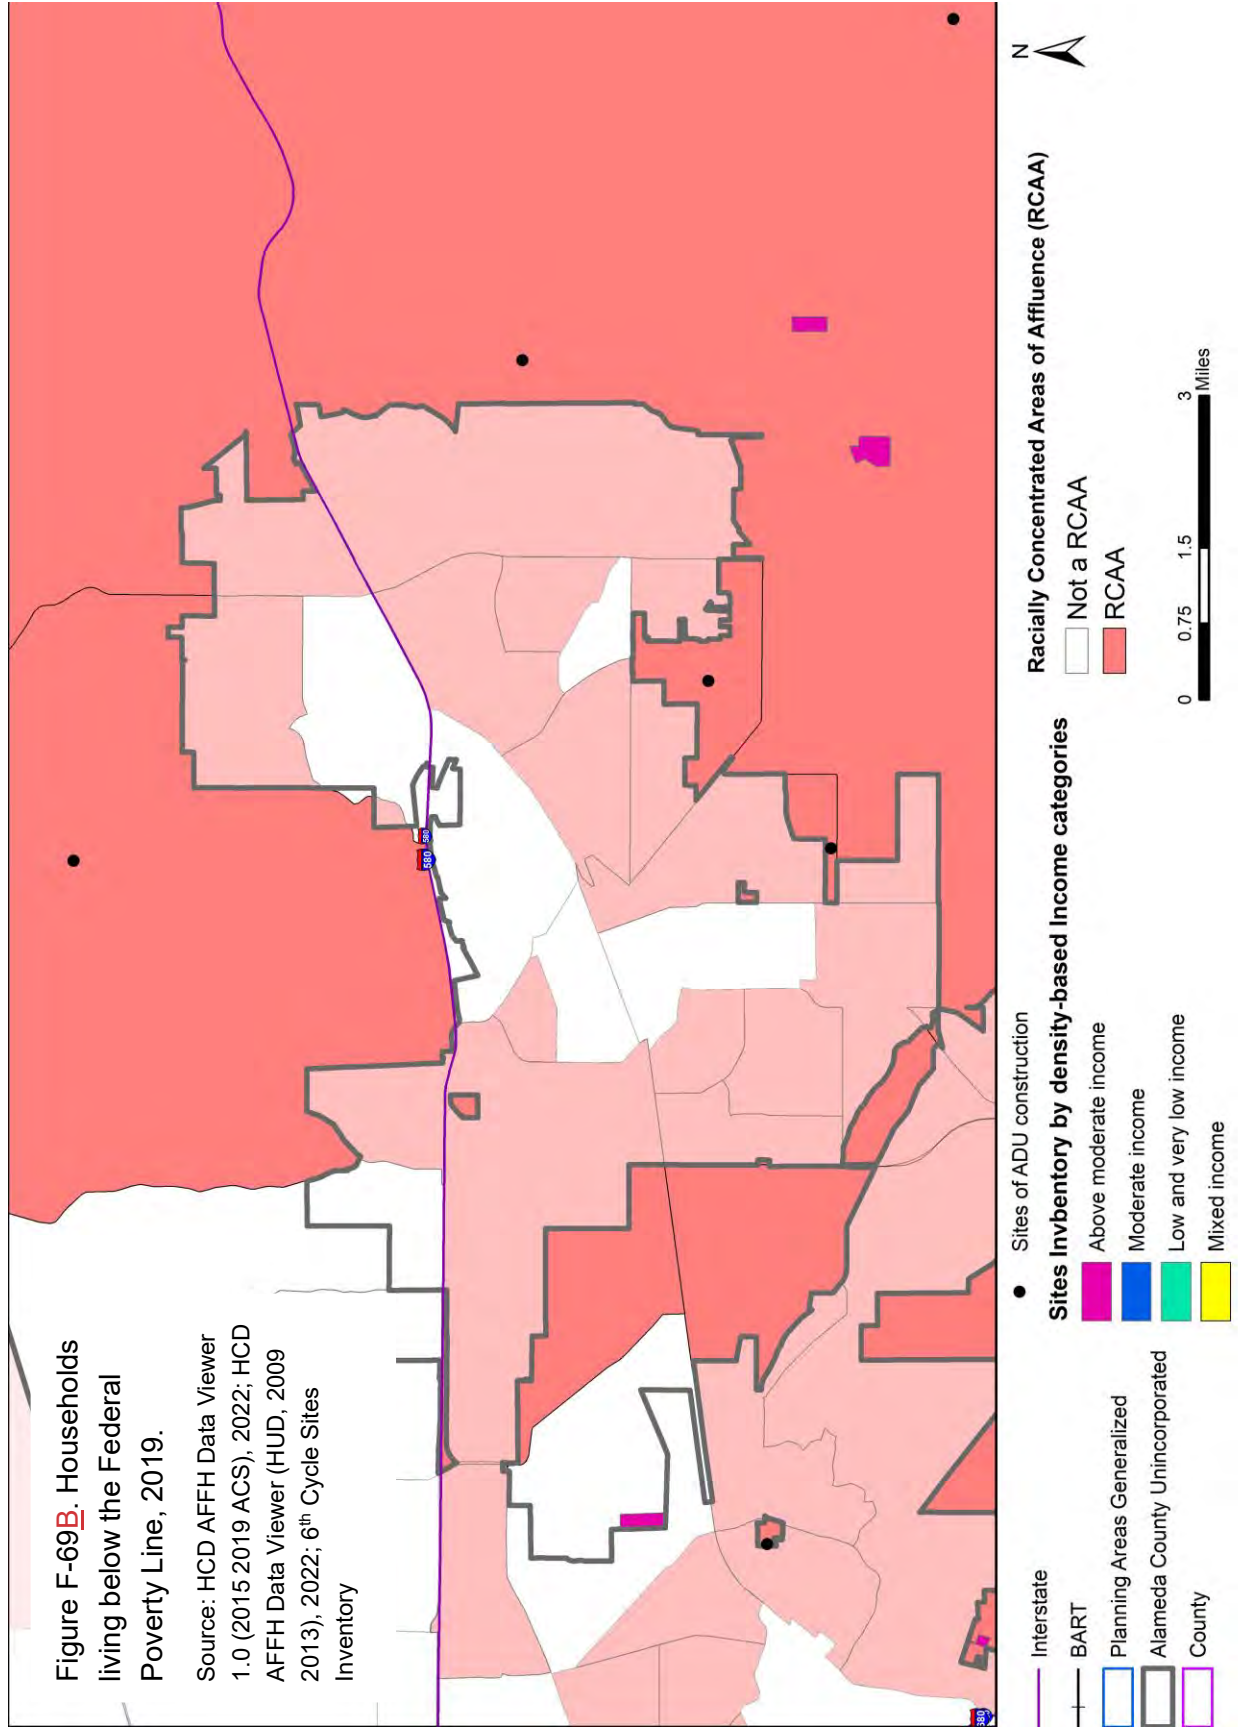 Figure F-69B. Households
living below the Federal
Poverty Line, 2019.
Source: HCD AFFH Data Viewer
1.0 (2015 2019 ACS), 2022; HCD
AFFH Data Viewer (HUD, 2009
2013), 2022; 6th Cycle Sites
Inventory
580
580
580
Interstate
BART
Planning Areas Generalized
Alameda County Unincorporated
County
Sites of ADU construction
Sites Invbentory by density-based Income categories
Above moderate income
Moderate income
Low and very low income
Mixed income
Racially Concentrated Areas of Affluence (RCAA)
Not a RCAA
RCAA
0 0.75 1.5 3
Miles
N